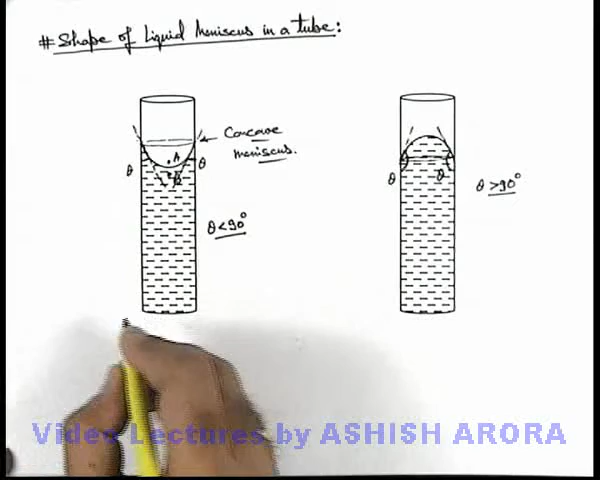 # Shape of Liquid Meniscus in a tube:
Concave
meniscus.
A
B
θ
θ
θ < 90°
θ
θ
θ > 90°
Video Lectures by ASHISH ARORA